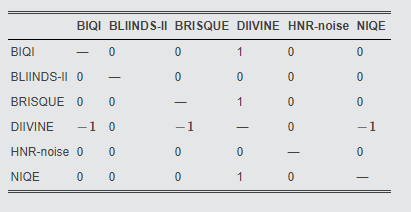 BIQI BLIINDS-II BRISQUE DIIVINE HNR-noise NIQE
BIQI — 0 0 1 0 0
BLIINDS-II 0 — 0 0 0 0
BRISQUE 0 0 — 1 0 0
DIIVINE −1 0 −1 — 0 −1
HNR-noise 0 0 0 0 — 0
NIQE 0 0 0 1 0 —